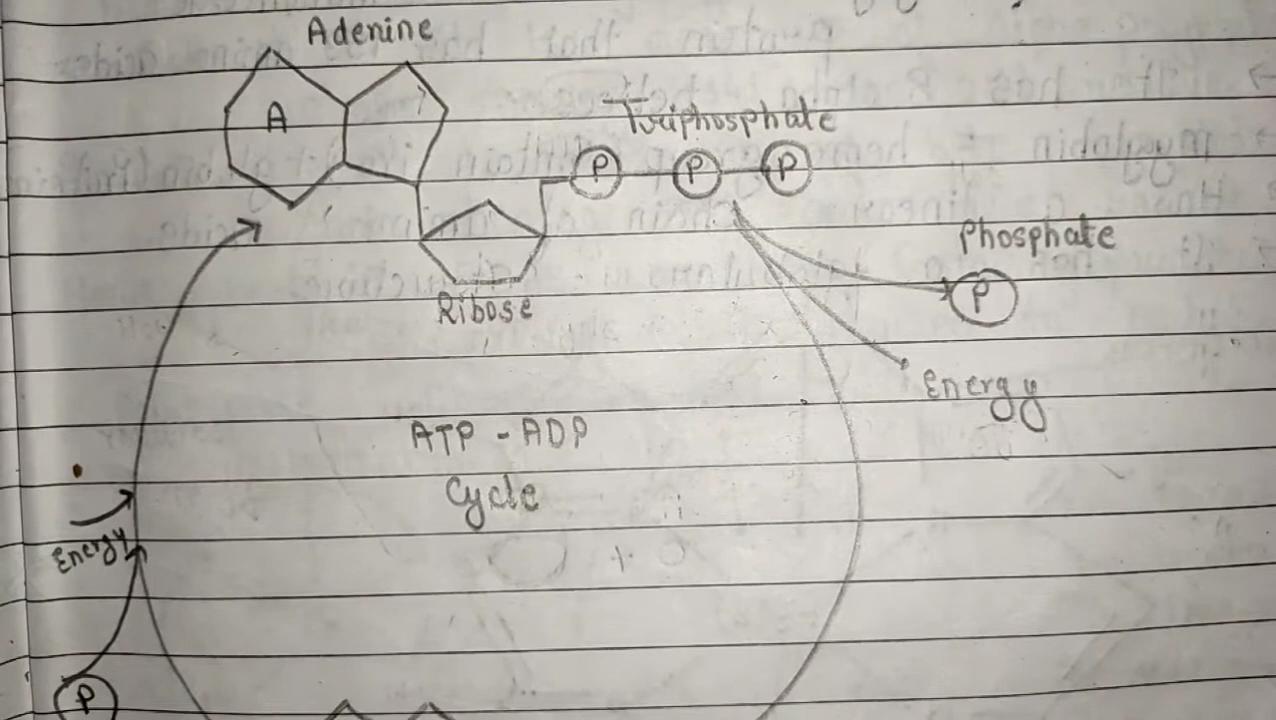 Adenine
A
Triphosphate
P P P
Phosphate
P
Ribose
Energy
ATP - ADP
Cycle
Energy
P